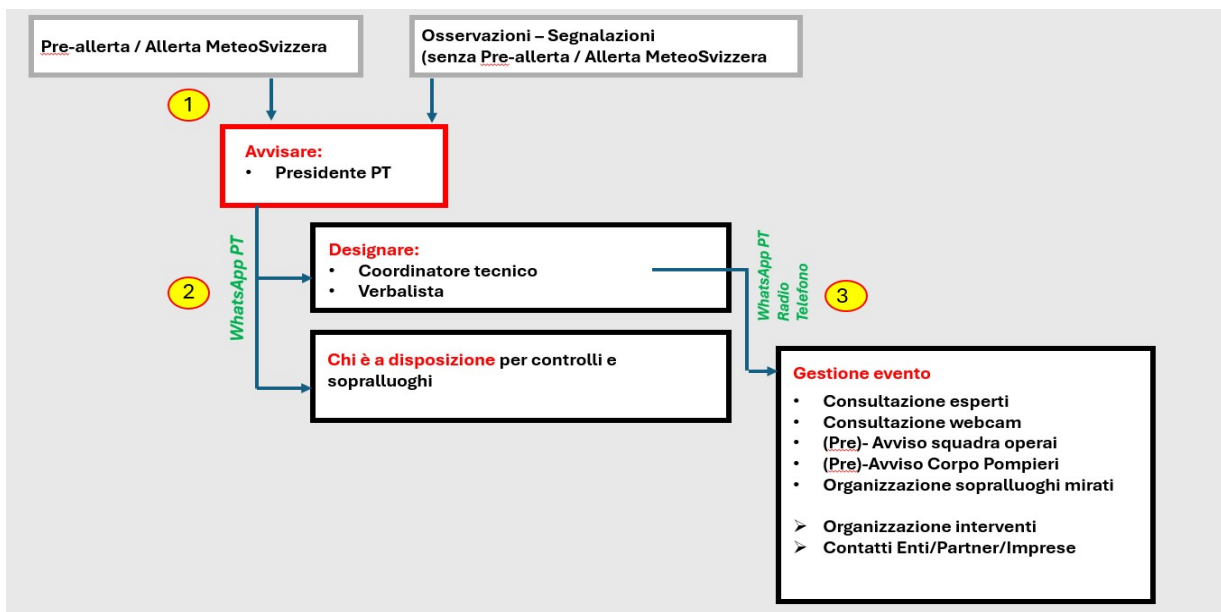 Pre-allerta / Allerta MeteoSvizzera
Osservazioni – Segnalazioni
(senza Pre-allerta / Allerta MeteoSvizzera
1
Avvisare:
• Presidente PT
WhatsApp PT
2
Designare:
• Coordinatore tecnico
• Verbalista
Chi è a disposizione per controlli e
sopralluoghi
WhatsApp PT
Radio
Telefono
3
Gestione evento
• Consultazione esperti
• Consultazione webcam
• (Pre)- Avviso squadra operai
• (Pre)-Avviso Corpo Pompieri
• Organizzazione sopralluoghi mirati
➢ Organizzazione interventi
➢ Contatti Enti/Partner/Imprese